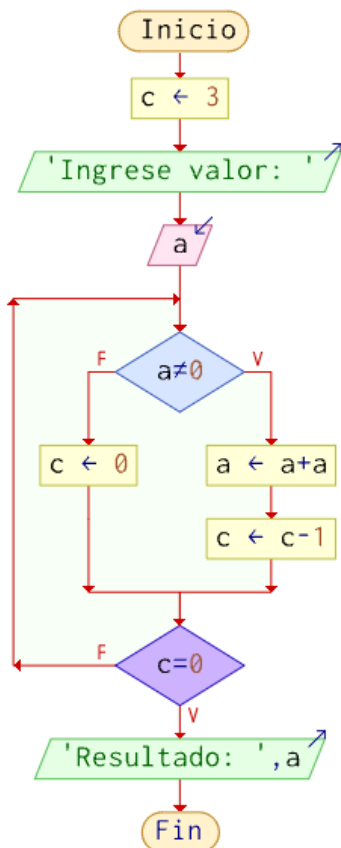 Inicio
c ← 3
'Ingrese valor: '
a
F
a≠0
V
c ← 0
a ← a+a
c ← c-1
F
c=0
V
'Resultado: ',a
Fin